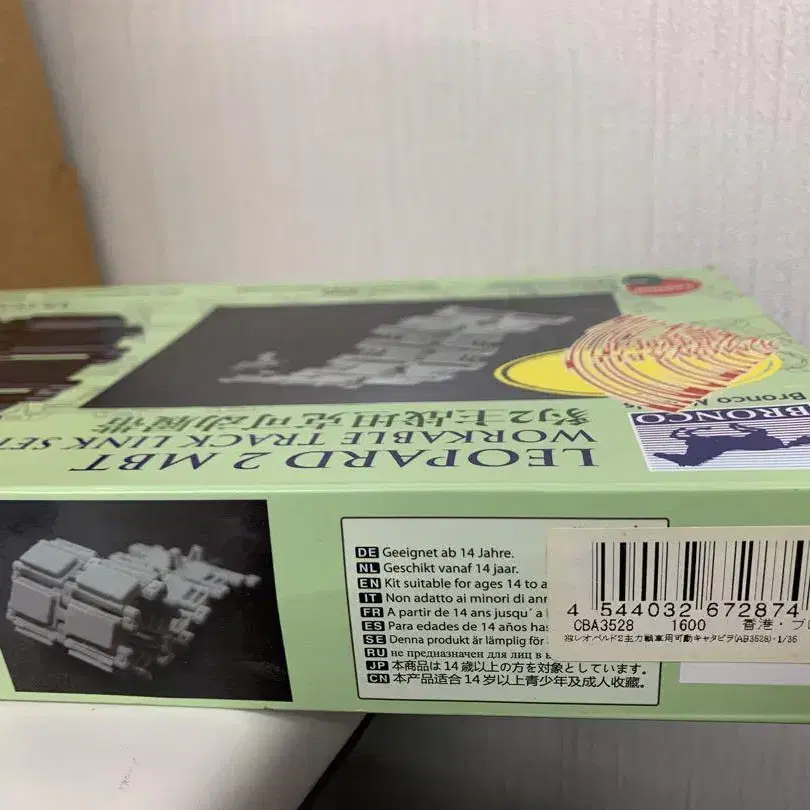 BRONCO
Bronco
LEOPARD 2 MBT
WORKABLE TRACK LINK SET
豹2主战坦克可动履带
DE Geeignet ab 14 Jahre.
NL Geschikt vanaf 14 jaar.
EN Kit suitable for ages 14 to a
IT Non adatto ai minori di an
FR A partir de 14 ans jusqu´a
ES Para edades de 14 años has
SE Denna produkt är lämplig för
RU не предназначен для лиц в
JP 本商品は14歳以上の方を対象としています。
CN 本产品适合14岁以上青少年及成人收藏。
4 544032 672874
CBA3528 1600 香港・ブロ
独レオパルド2主力戦車用可動キャタピラ(AB3528)・1/35